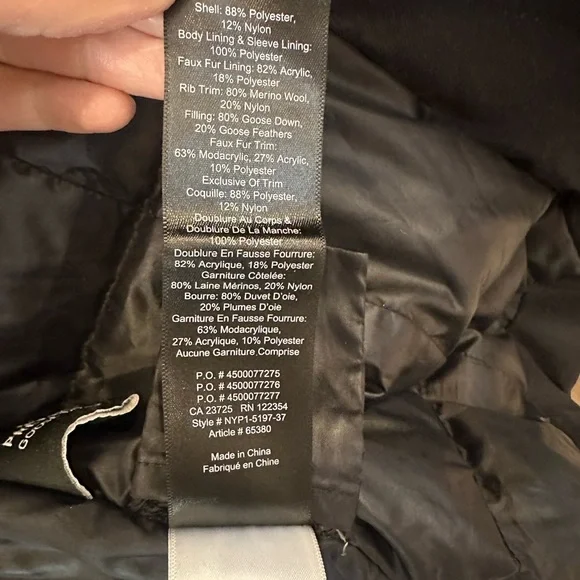 Shell: 88% Polyester,
12% Nylon
Body Lining & Sleeve Lining:
100% Polyester
Faux Fur Lining: 82% Acrylic,
18% Polyester
Rib Trim: 80% Merino Wool,
20% Nylon
Filling: 80% Goose Down,
20% Goose Feathers
Faux Fur Trim:
63% Modacrylic, 27% Acrylic,
10% Polyester
Exclusive Of Trim
Coquille: 88% Polyester,
12% Nylon
Doublure Au Corps &
Doublure De La Manche:
100% Polyester
Doublure En Fausse Fourrure:
82% Acrylique, 18% Polyester
Garniture Côtelée:
80% Laine Mérinos, 20% Nylon
Bourre: 80% Duvet D'oie,
20% Plumes D'oie
Garniture En Fausse Fourrure:
63% Modacrylique,
27% Acrylique, 10% Polyester
Aucune Garniture Comprise
P.O. # 4500077275
P.O. # 4500077276
P.O. # 4500077277
CA 23725 RN 122354
Style # NYP1-5197-37
Article # 65380
Made in China
Fabriqué en Chine